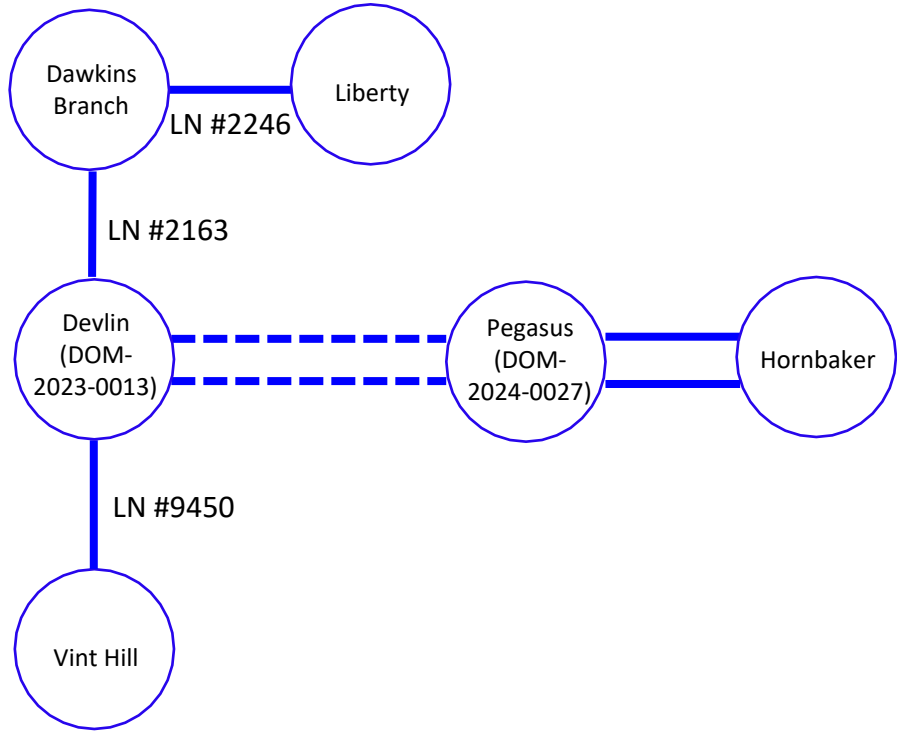 Dawkins
Branch
Liberty
LN #2246
LN #2163
Devlin
(DOM-
2023-0013)
Pegasus
(DOM-
2024-0027)
Hornbaker
LN #9450
Vint Hill